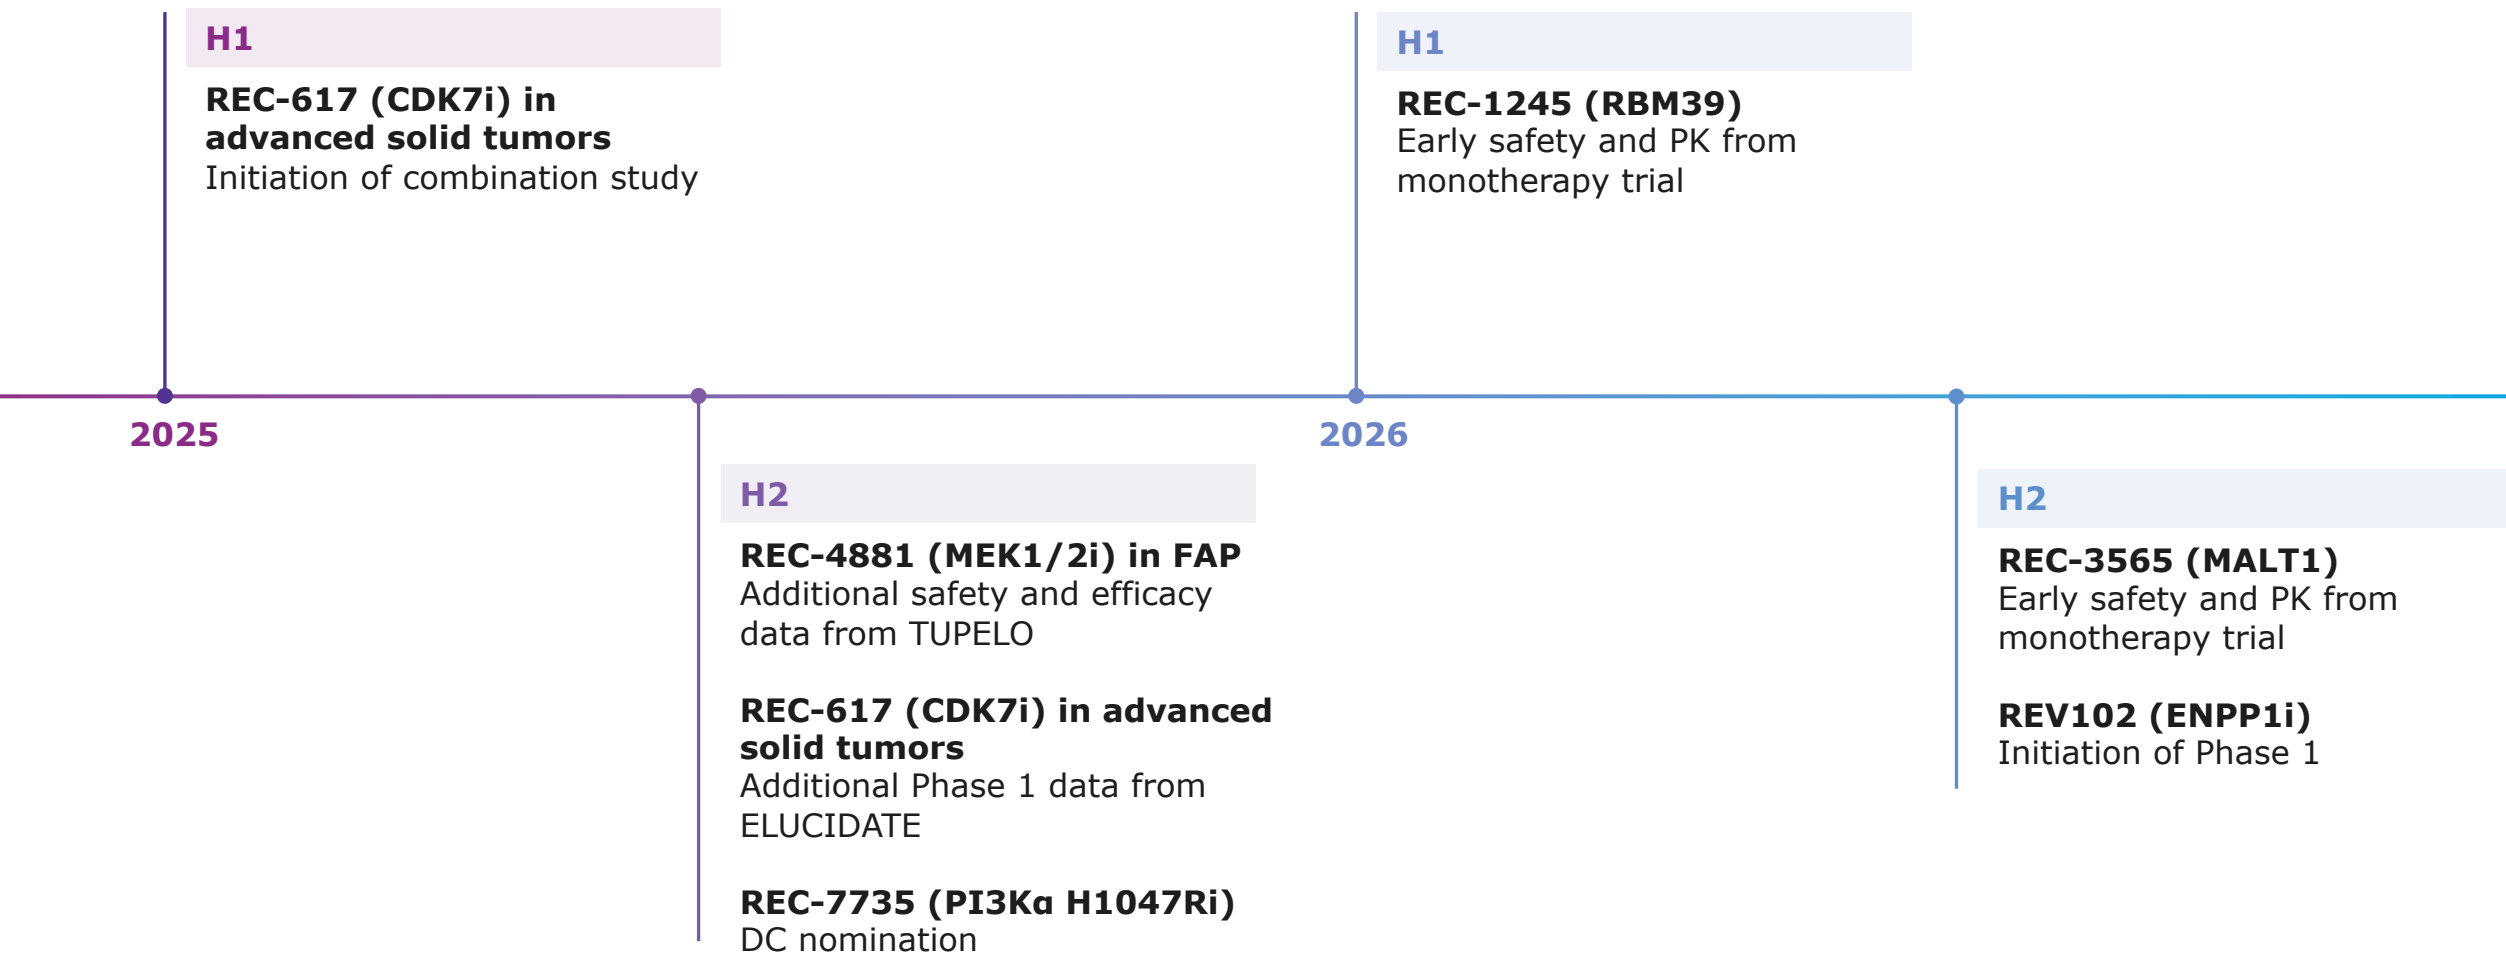 H1
REC-617 (CDK7i) in
advanced solid tumors
Initiation of combination study
H1
REC-1245 (RBM39)
Early safety and PK from
monotherapy trial
2025
2026
H2
REC-4881 (MEK1/2i) in FAP
Additional safety and efficacy
data from TUPELO
REC-617 (CDK7i) in advanced
solid tumors
Additional Phase 1 data from
ELUCIDATE
REC-7735 (PI3Kα H1047Ri)
DC nomination
H2
REC-3565 (MALT1)
Early safety and PK from
monotherapy trial
REV102 (ENPP1i)
Initiation of Phase 1